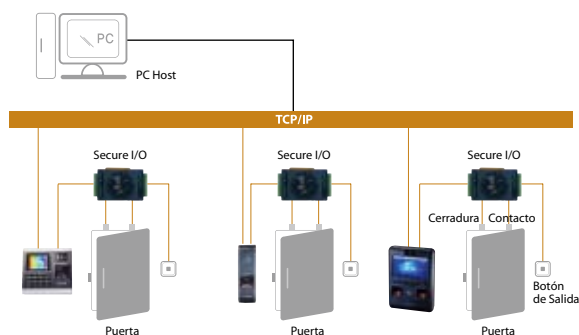 PC
PC Host
TCP/IP
Secure I/O
Secure I/O
Secure I/O
Cerradura
Contacto
Botón
de Salida
Puerta
Puerta
Puerta